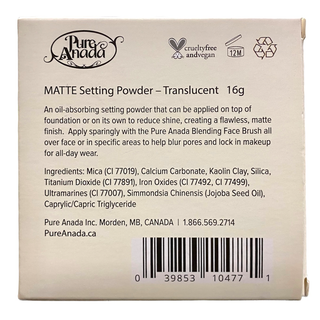 Pure
Anada
crueltyfree
andvegan
12M
MATTE Setting Powder – Translucent 16g
An oil-absorbing setting powder that can be applied on top of
foundation or on its own to reduce shine, creating a flawless, matte
finish. Apply sparingly with the Pure Anada Blending Face Brush all
over face or in specific areas to help blur pores and lock in makeup
for all-day wear.
Ingredients: Mica (CI 77019), Calcium Carbonate, Kaolin Clay, Silica,
Titanium Dioxide (CI 77891), Iron Oxides (CI 77492, CI 77499),
Ultramarines (CI 77007), Simmondsia Chinensis (Jojoba Seed Oil),
Caprylic/Capric Triglyceride
Pure Anada Inc. Morden, MB, CANADA | 1.866.569.2714
PureAnada.ca
0 39853 10477 1